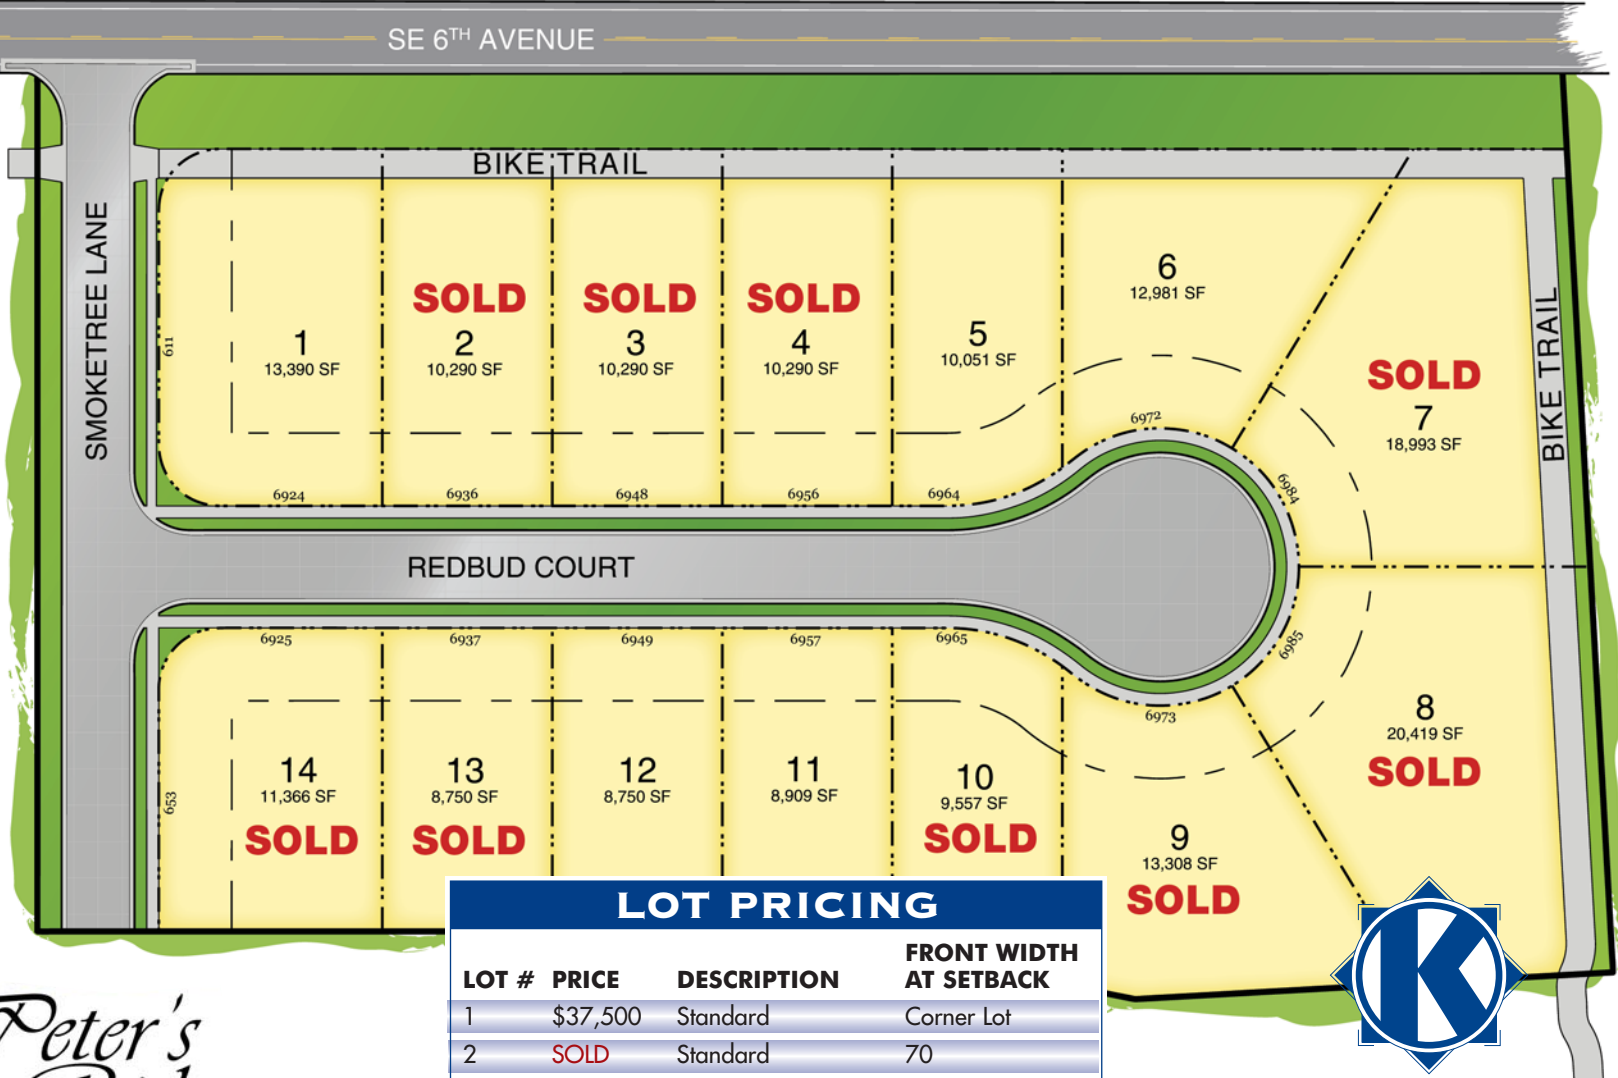 SE 6TH AVENUE
BIKE TRAIL
SMOKETREE LANE
611
SOLD
SOLD
SOLD
1
13,390 SF
2
10,290 SF
3
10,290 SF
4
10,290 SF
5
10,051 SF
6
12,981 SF
SOLD
7
18,993 SF
BIKE TRAIL
6924
6936
6948
6956
6964
6972
6984
REDBUD COURT
6925
6937
6949
6957
6965
6973
6985
653
14
11,366 SF
SOLD
13
8,750 SF
SOLD
12
8,750 SF
11
8,909 SF
10
9,557 SF
SOLD
9
13,308 SF
SOLD
8
20,419 SF
SOLD
LOT PRICING
LOT # PRICE DESCRIPTION FRONT WIDTH AT SETBACK
1 $37,500 Standard Corner Lot
2 SOLD Standard 70
Peter's
K